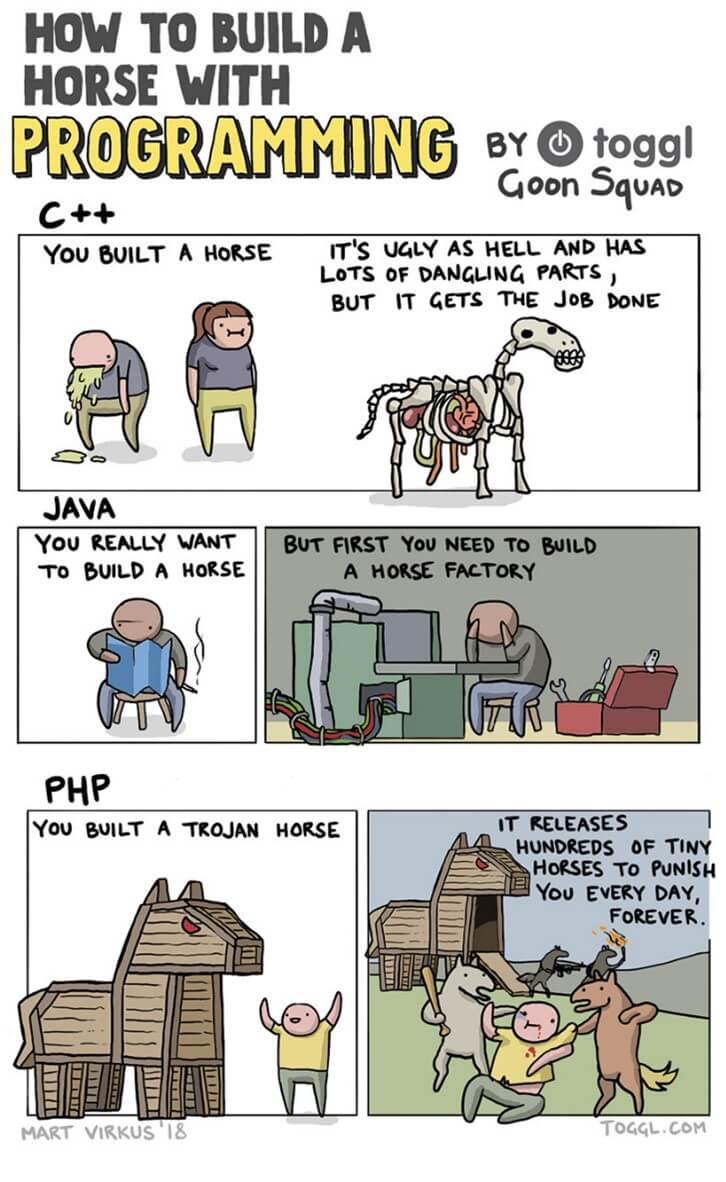 HOW TO BUILD A
HORSE WITH
PROGRAMMING
BY toggl
Goon Squad
C++
YOU BUILT A HORSE
IT'S UGLY AS HELL AND HAS
LOTS OF DANGLING PARTS,
BUT IT GETS THE JOB DONE
JAVA
YOU REALLY WANT
TO BUILD A HORSE
BUT FIRST YOU NEED TO BUILD
A HORSE FACTORY
PHP
YOU BUILT A TROJAN HORSE
IT RELEASES
HUNDREDS OF TINY
HORSES TO PUNISH
YOU EVERY DAY,
FOREVER.
MART VIRKUS '18
TOGGL.COM